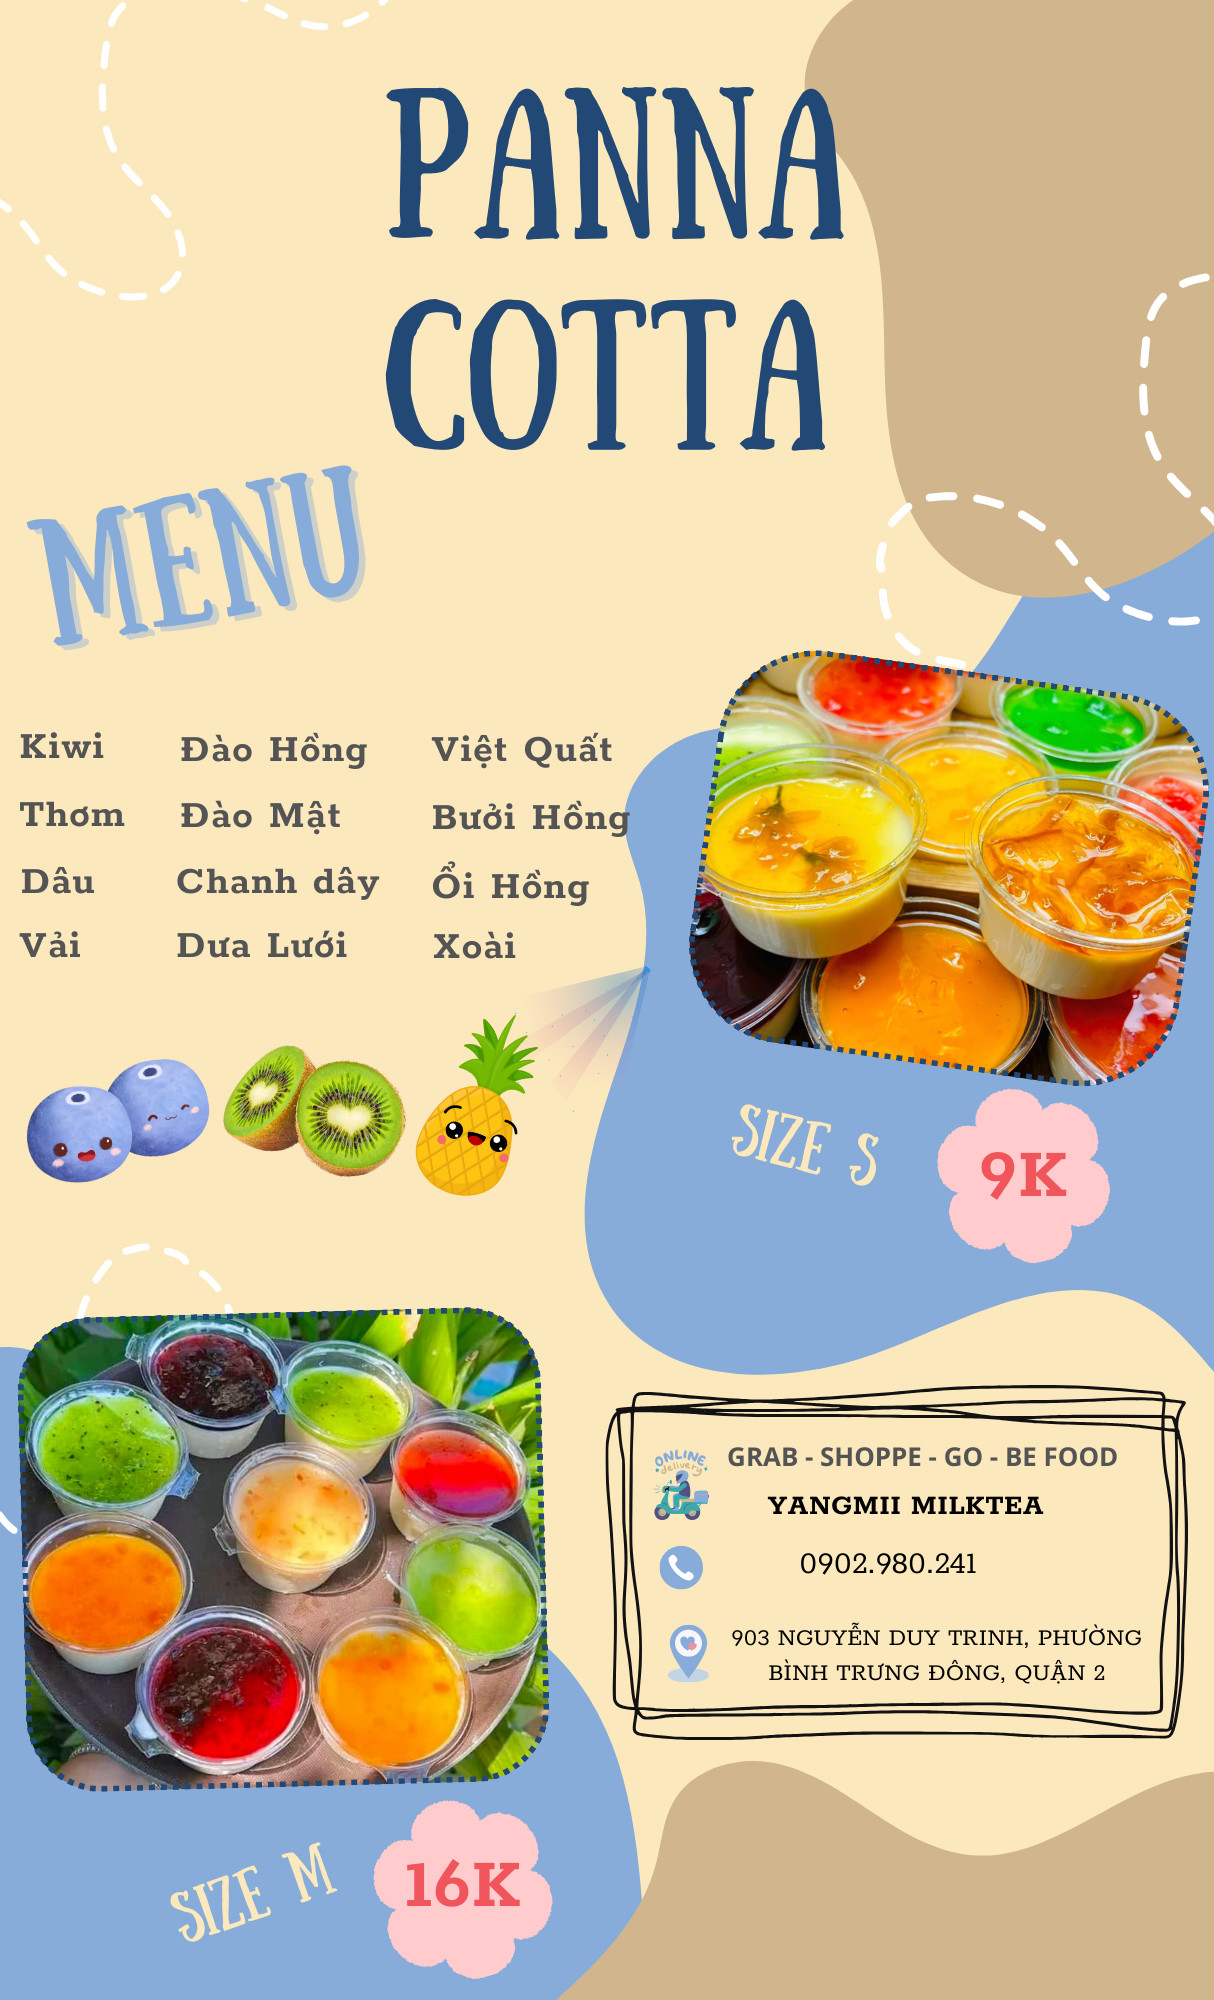 PANNA
COTTA
MENU
Kiwi
Đào Hồng
Việt Quất
Thơm
Đào Mật
Bưởi Hồng
Dâu
Chanh dây
Ổi Hồng
Vải
Dưa Lưới
Xoài
SIZE S
9K
ONLINE
delivery
GRAB - SHOPPE - GO - BE FOOD
YANGMII MILKTEA
0902.980.241
903 NGUYỄN DUY TRINH, PHƯỜNG
BÌNH TRƯNG ĐÔNG, QUẬN 2
SIZE M
16K